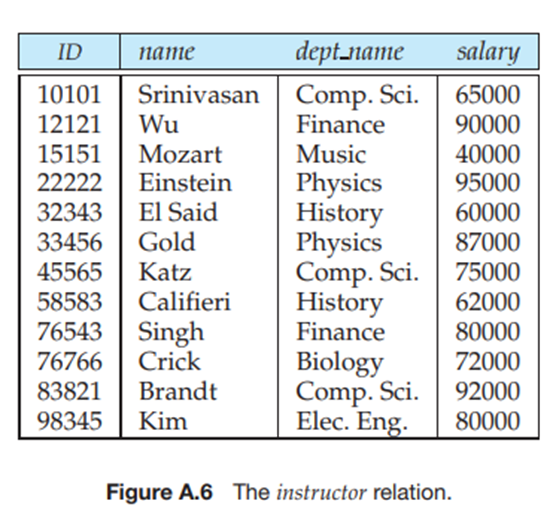 ID name dept_name salary
10101 Srinivasan Comp. Sci. 65000
12121 Wu Finance 90000
15151 Mozart Music 40000
22222 Einstein Physics 95000
32343 El Said History 60000
33456 Gold Physics 87000
45565 Katz Comp. Sci. 75000
58583 Califieri History 62000
76543 Singh Finance 80000
76766 Crick Biology 72000
83821 Brandt Comp. Sci. 92000
98345 Kim Elec. Eng. 80000
Figure A.6 The instructor relation.